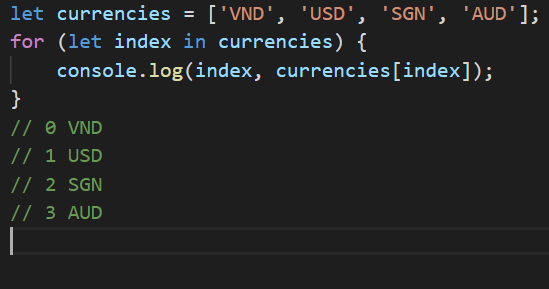 let currencies = ['VND', 'USD', 'SGN', 'AUD'];
for (let index in currencies) {
    console.log(index, currencies[index]);
}
// 0 VND
// 1 USD
// 2 SGN
// 3 AUD